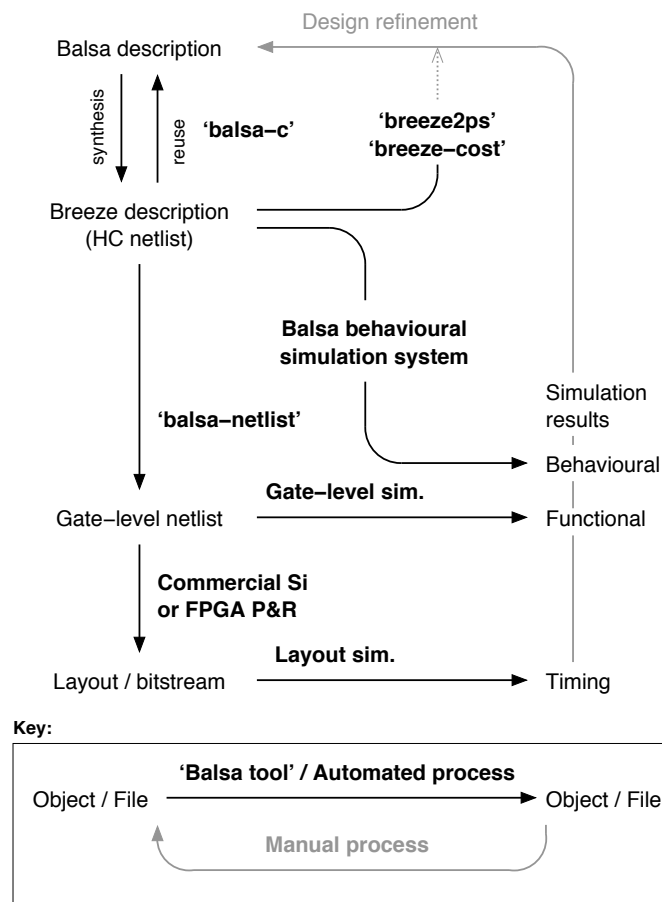 Design refinement
Balsa description
synthesis
reuse
‘balsa−c’
‘breeze2ps’
‘breeze−cost’
Breeze description
(HC netlist)
Balsa behavioural
simulation system
Simulation
results
‘balsa−netlist’
Behavioural
Gate−level sim.
Gate−level netlist
Functional
Commercial Si
or FPGA P&R
Layout sim.
Layout / bitstream
Timing
Key:
‘Balsa tool’ / Automated process
Object / File
Object / File
Manual process